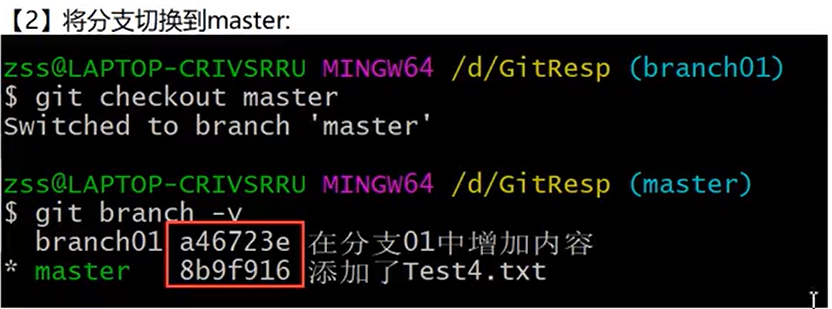 【2】将分支切换到master:
zss@LAPTOP-CRIVSRRU MINGW64 /d/GitResp (branch01)
$ git checkout master
Switched to branch 'master'
zss@LAPTOP-CRIVSRRU MINGW64 /d/GitResp (master)
$ git branch -v
branch01 a46723e 在分支01中增加内容
* master 8b9f916 添加了Test4.txt